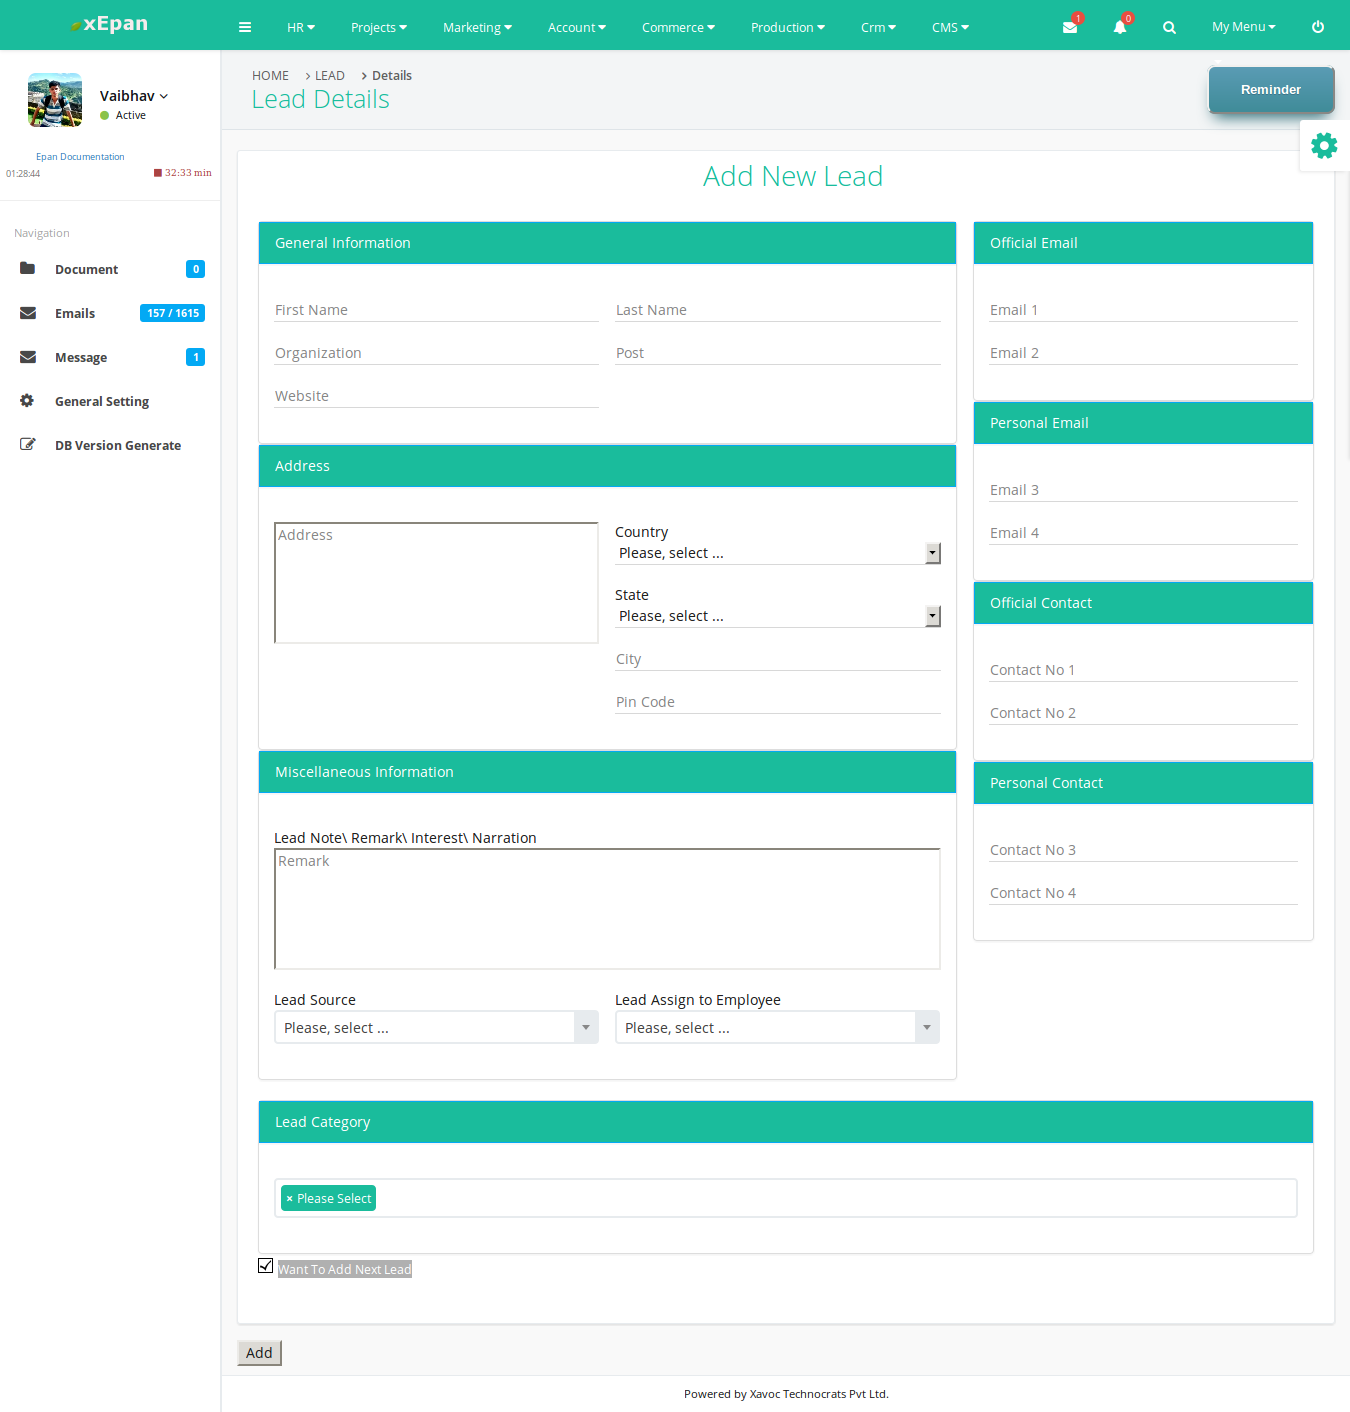 xEpan
HR
Projects
Marketing
Account
Commerce
Production
Crm
CMS
1
0
My Menu
Vaibhav
Active
Epan Documentation
01:28:44
32:33 min
Navigation
Document 0
Emails 157 / 1615
Message 1
General Setting
DB Version Generate
HOME > LEAD > Details
Lead Details
Reminder
Add New Lead
General Information
First Name
Last Name
Organization
Post
Website
Address
Address
Country
Please, select ...
State
Please, select ...
City
Pin Code
Miscellaneous Information
Lead Note\ Remark\ Interest\ Narration
Remark
Lead Source
Please, select ...
Lead Assign to Employee
Please, select ...
Official Email
Email 1
Email 2
Personal Email
Email 3
Email 4
Official Contact
Contact No 1
Contact No 2
Personal Contact
Contact No 3
Contact No 4
Lead Category
× Please Select
Want To Add Next Lead
Add
Powered by Xavoc Technocrats Pvt Ltd.